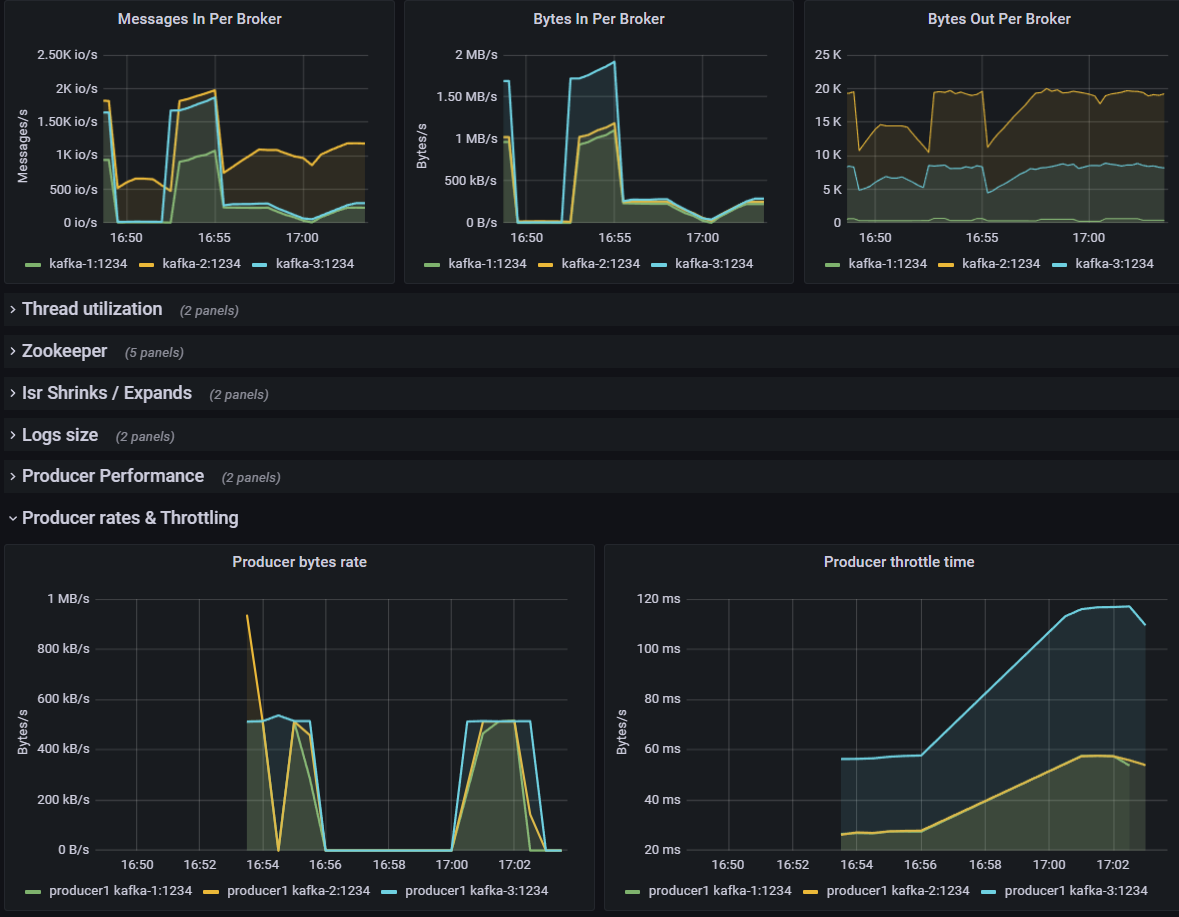 Messages In Per Broker
2.50K io/s
2K io/s
1.50K io/s
1K io/s
500 io/s
0 io/s
Messages/s
16:50 16:55 17:00
kafka-1:1234 kafka-2:1234 kafka-3:1234
Bytes In Per Broker
2 MB/s
1.50 MB/s
1 MB/s
500 kB/s
0 B/s
Bytes/s
16:50 16:55 17:00
kafka-1:1234 kafka-2:1234 kafka-3:1234
Bytes Out Per Broker
25 K
20 K
15 K
10 K
5 K
0
16:50 16:55 17:00
kafka-1:1234 kafka-2:1234 kafka-3:1234
Thread utilization (2 panels)
Zookeeper (5 panels)
Isr Shrinks / Expands (2 panels)
Logs size (2 panels)
Producer Performance (2 panels)
Producer rates & Throttling
Producer bytes rate
1 MB/s
800 kB/s
600 kB/s
400 kB/s
200 kB/s
0 B/s
Bytes/s
16:50 16:52 16:54 16:56 16:58 17:00 17:02
producer1 kafka-1:1234 producer1 kafka-2:1234 producer1 kafka-3:1234
Producer throttle time
120 ms
100 ms
80 ms
60 ms
40 ms
20 ms
Bytes/s
16:50 16:52 16:54 16:56 16:58 17:00 17:02
producer1 kafka-1:1234 producer1 kafka-2:1234 producer1 kafka-3:1234